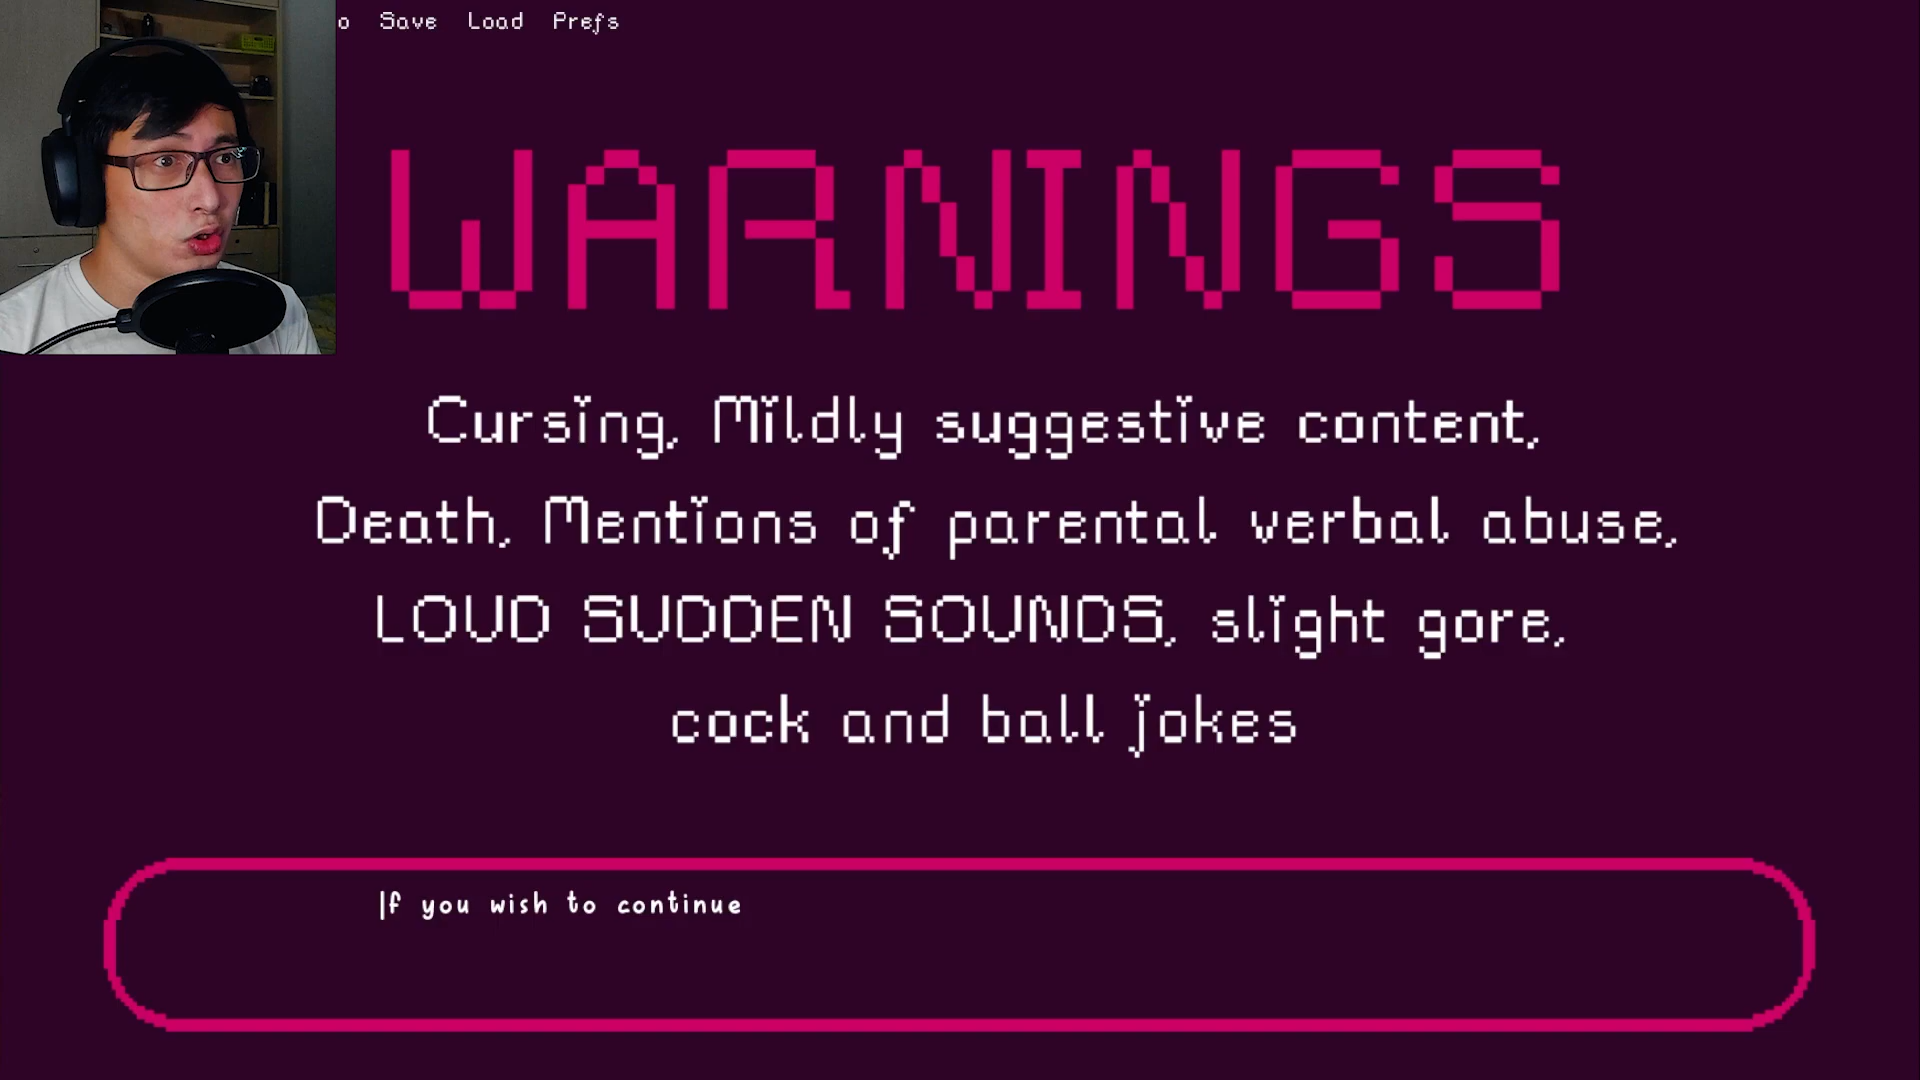 o Save Load Prefs
WARNINGS
Cursing, Mildly suggestive content,
Death, Mentions of parental verbal abuse,
LOUD SUDDEN SOUNDS, slight gore,
cock and ball jokes
If you wish to continue